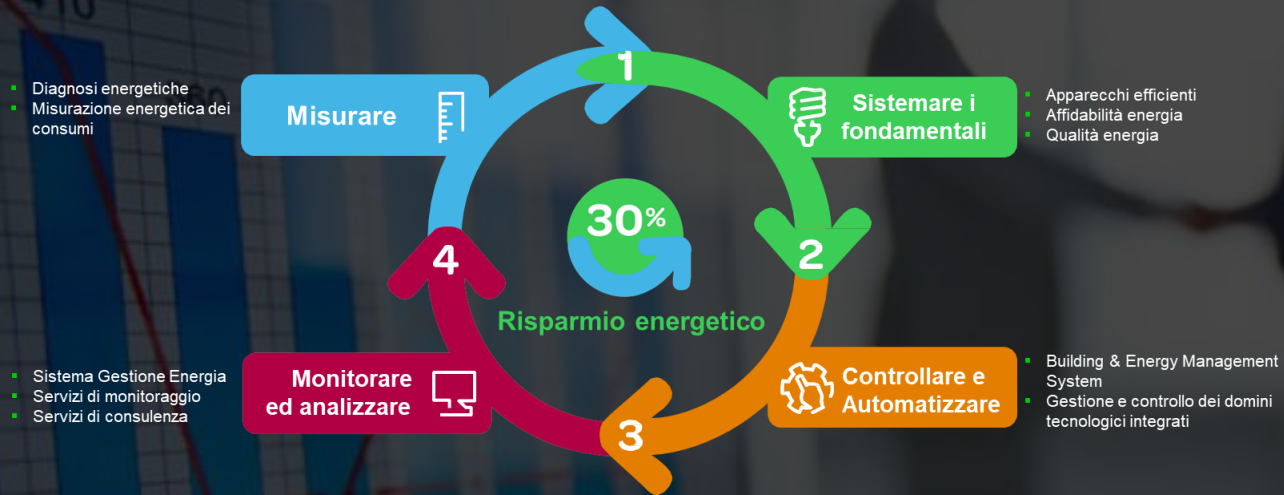 410
360
Diagnosi energetiche
Misurazione energetica dei
consumi
Misurare
1
Sistemare i
fondamentali
Apparecchi efficienti
Affidabilità energia
Qualità energia
30%
Risparmio energetico
4
2
Sistema Gestione Energia
Servizi di monitoraggio
Servizi di consulenza
Monitorare
ed analizzare
3
Controllare e
Automatizzare
Building & Energy Management
System
Gestione e controllo dei domini
tecnologici integrati